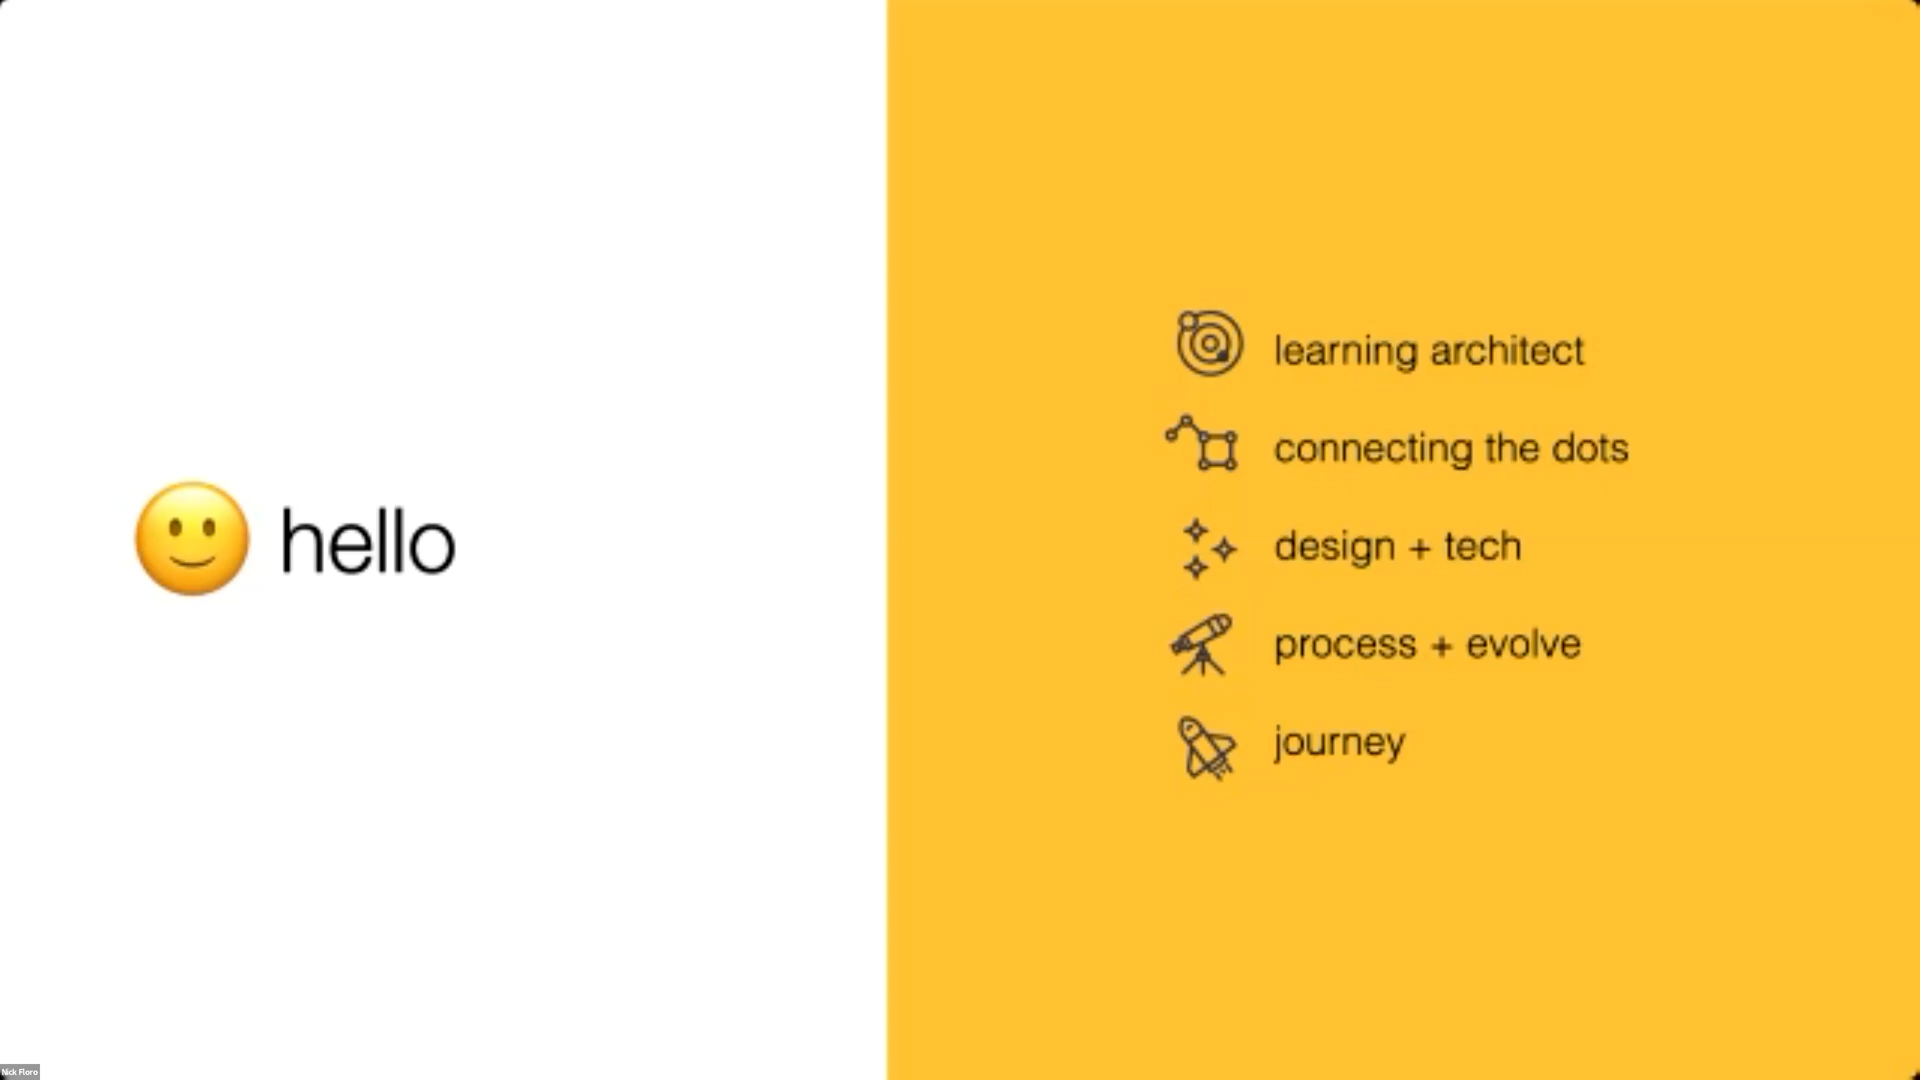 hello
learning architect
connecting the dots
design + tech
process + evolve
journey
Nick Floro